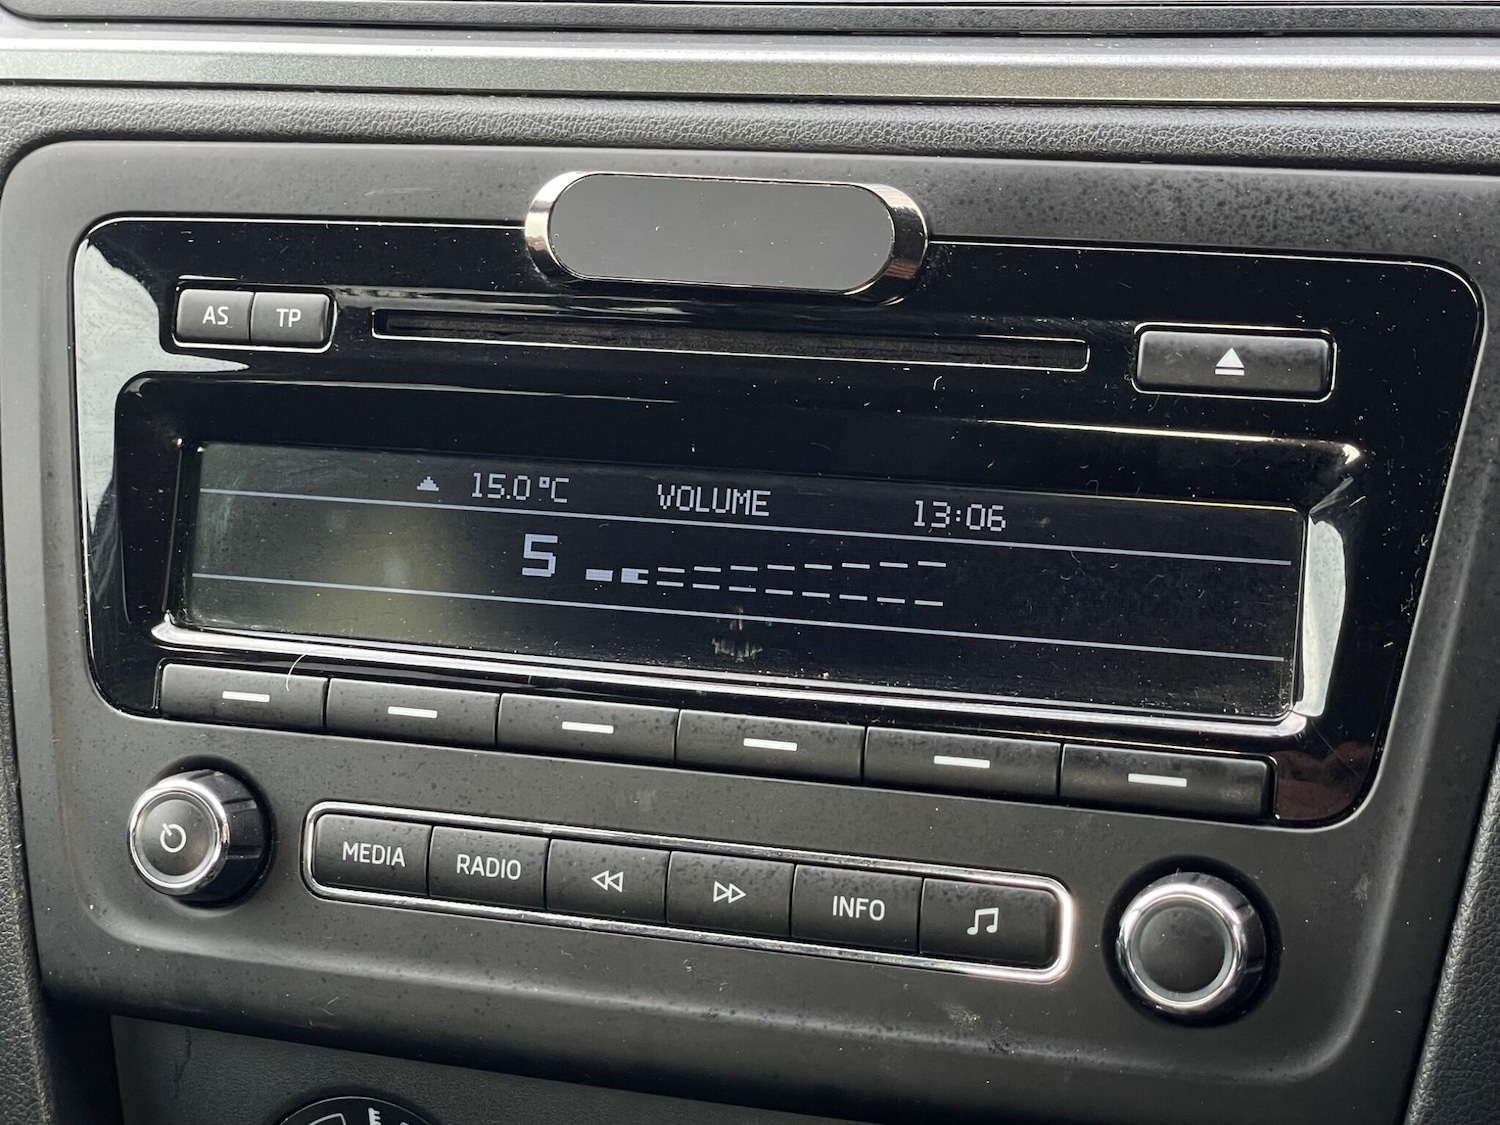 AS TP
15.0 °C VOLUME 13:06
5
MEDIA RADIO INFO